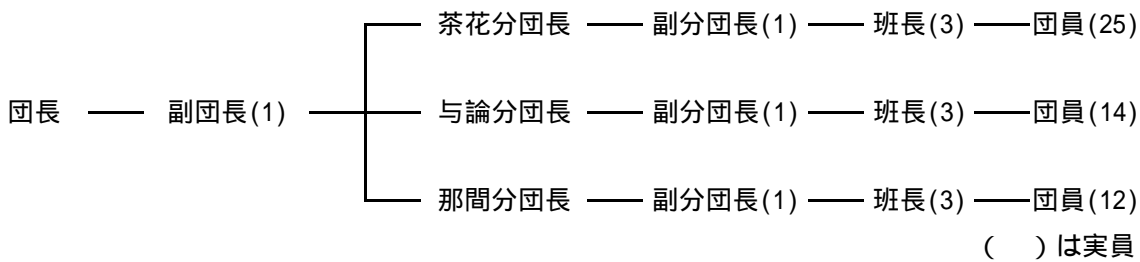 茶花分団長 副分団長(1) 班長(3) 団員(25)
団長 副団長(1) 与論分団長 副分団長(1) 班長(3) 団員(14)
那間分団長 副分団長(1) 班長(3) 団員(12)
(　)は実員